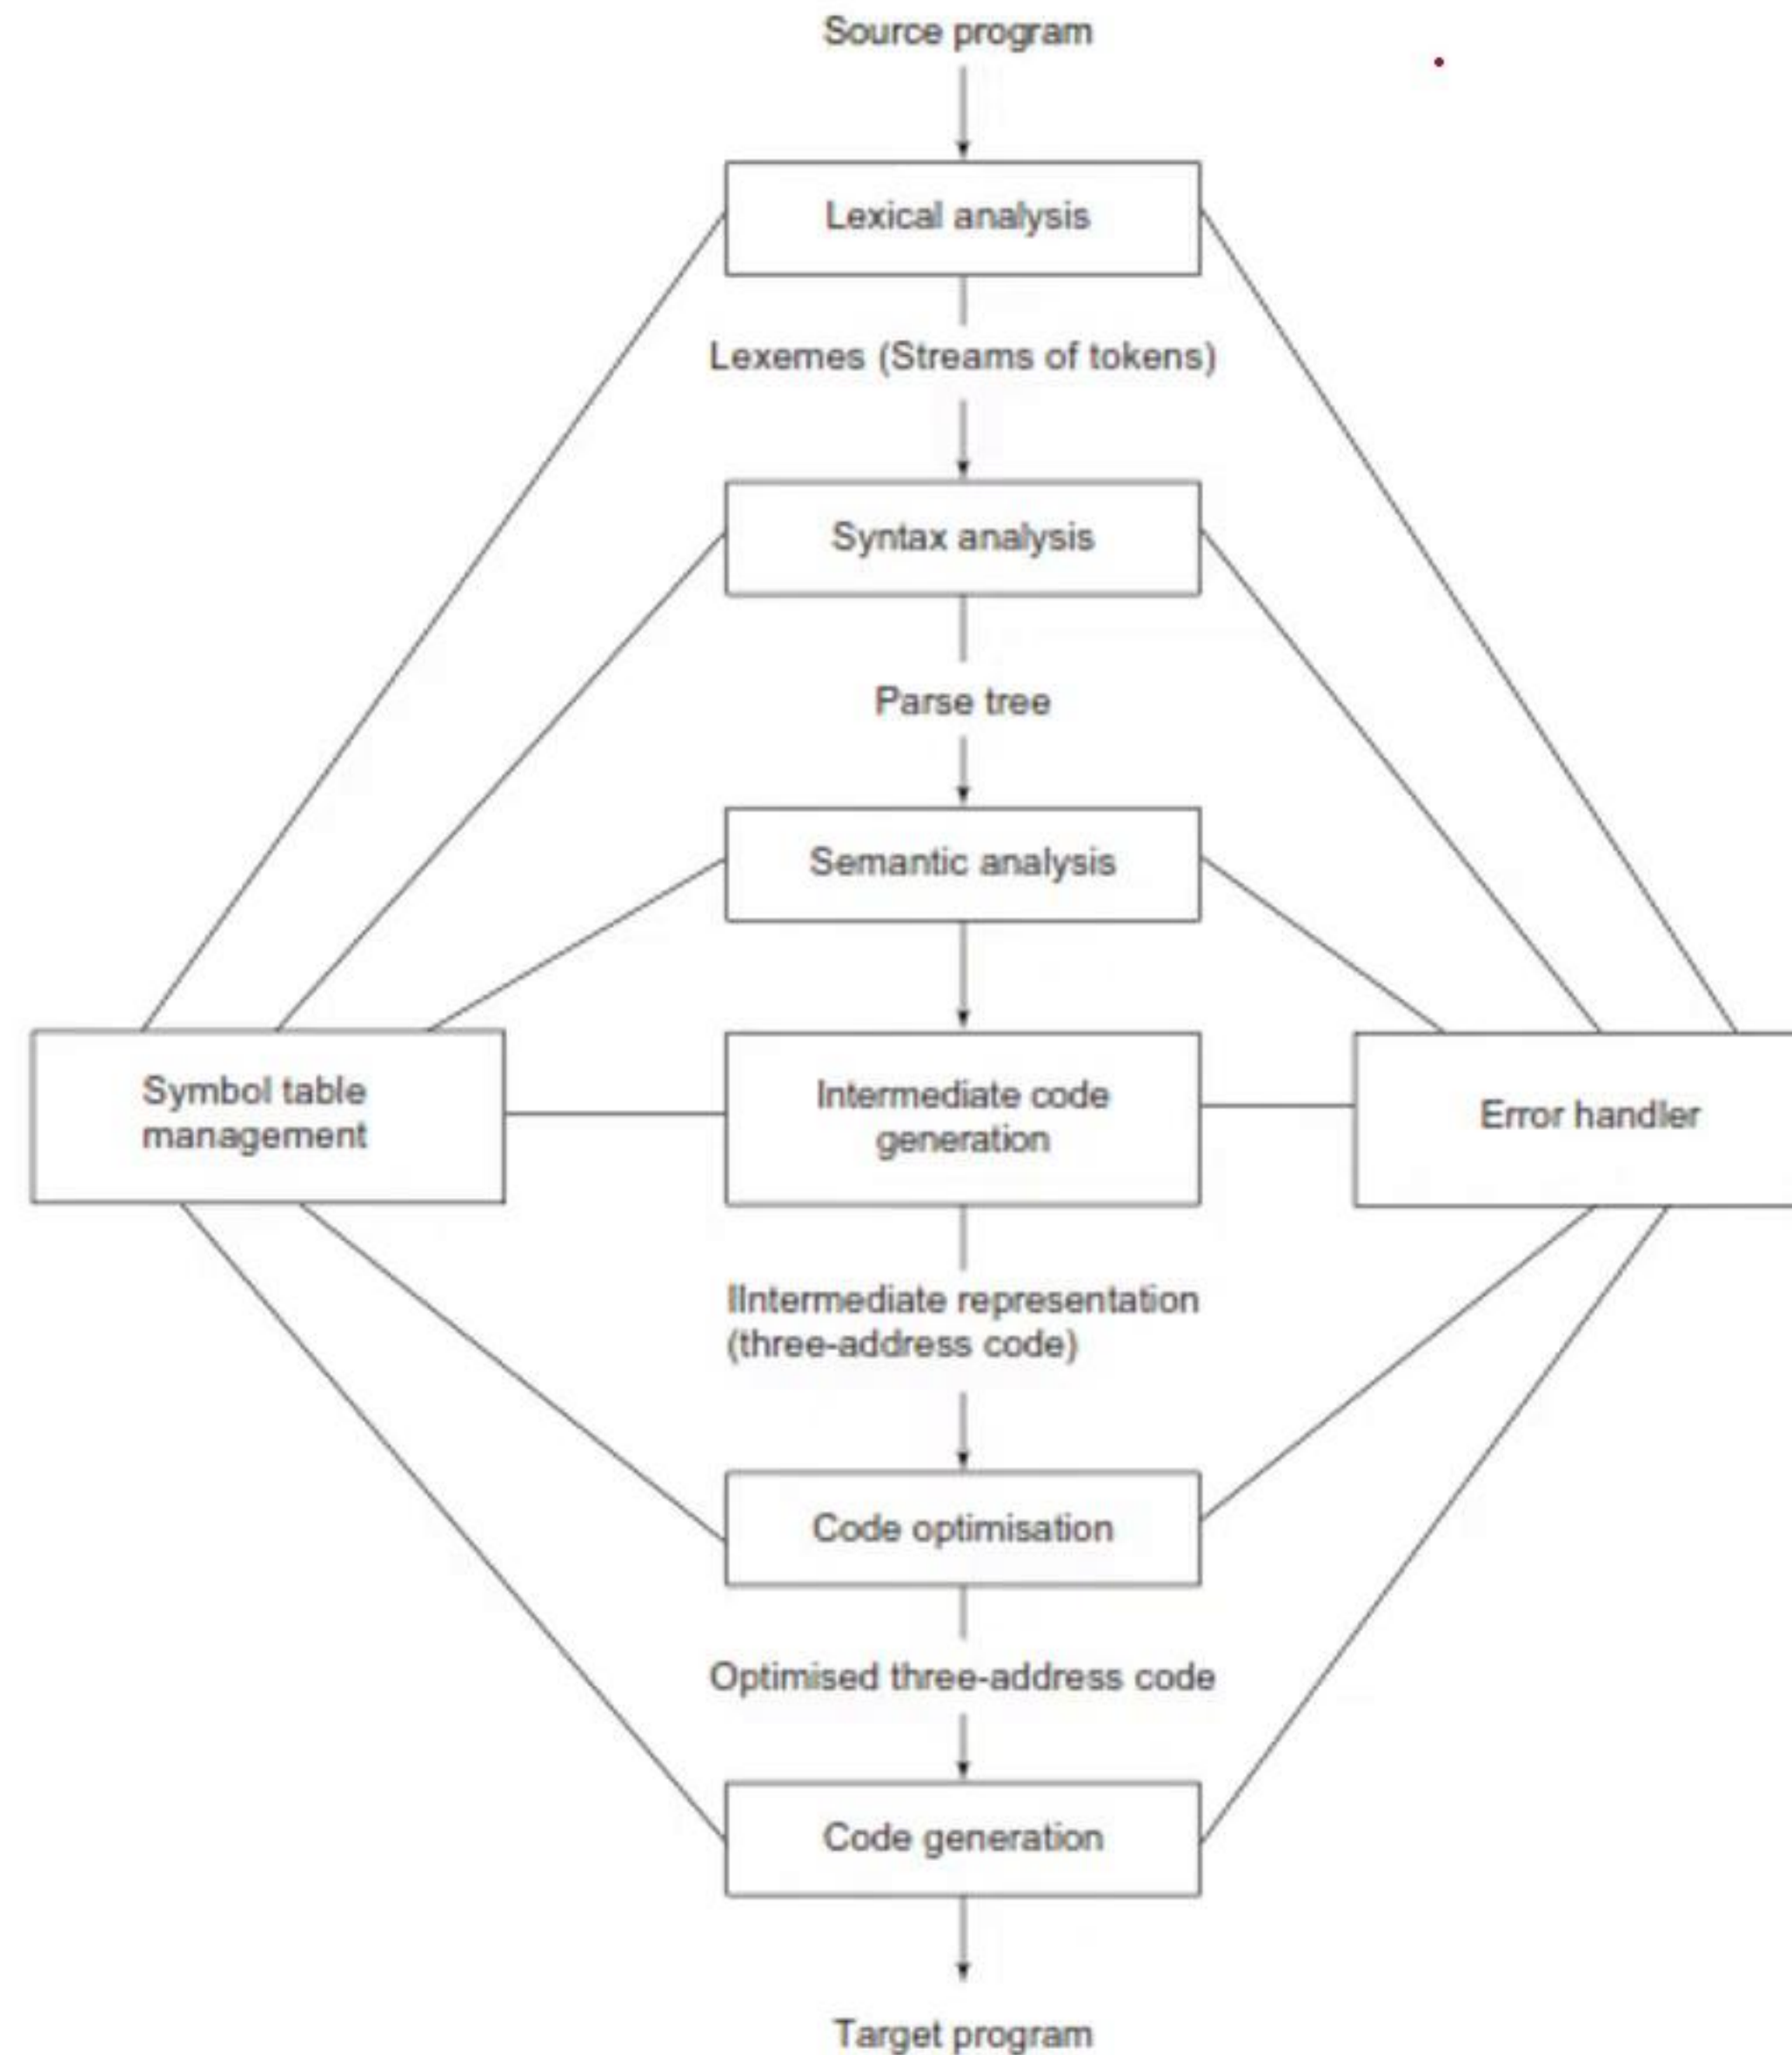 Source program
Lexical analysis
Lexemes (Streams of tokens)
Syntax analysis
Parse tree
Semantic analysis
Symbol table
management
Intermediate code
generation
Error handler
IIntermediate representation
(three-address code)
Code optimisation
Optimised three-address code
Code generation
Target program